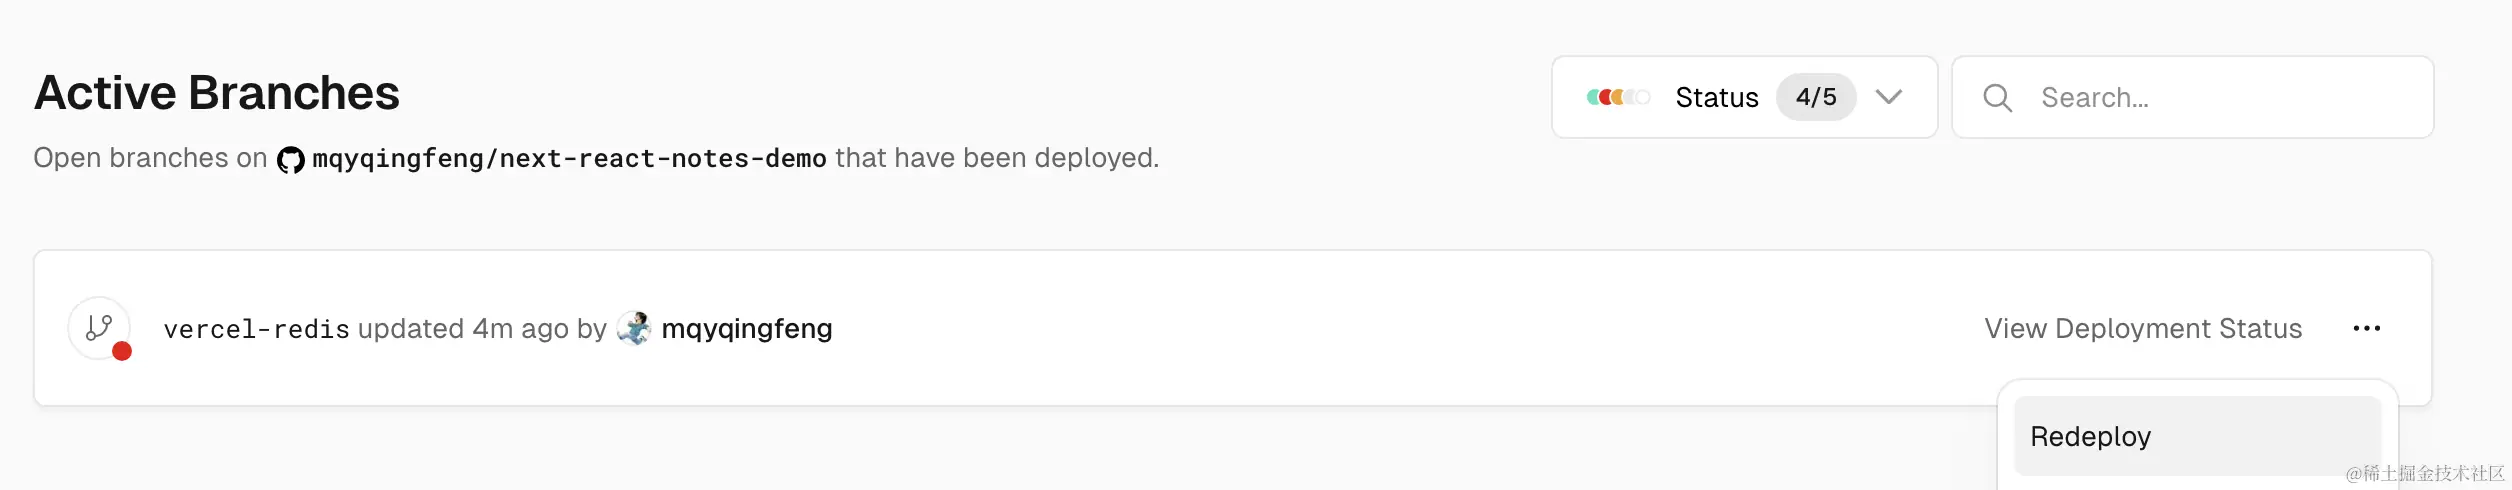 Active Branches
Status 4/5
Search...
Open branches on mqyqingfeng/next-react-notes-demo that have been deployed.
vercel-redis updated 4m ago by mqyqingfeng
View Deployment Status
Redeploy
@稀土掘金技术社区